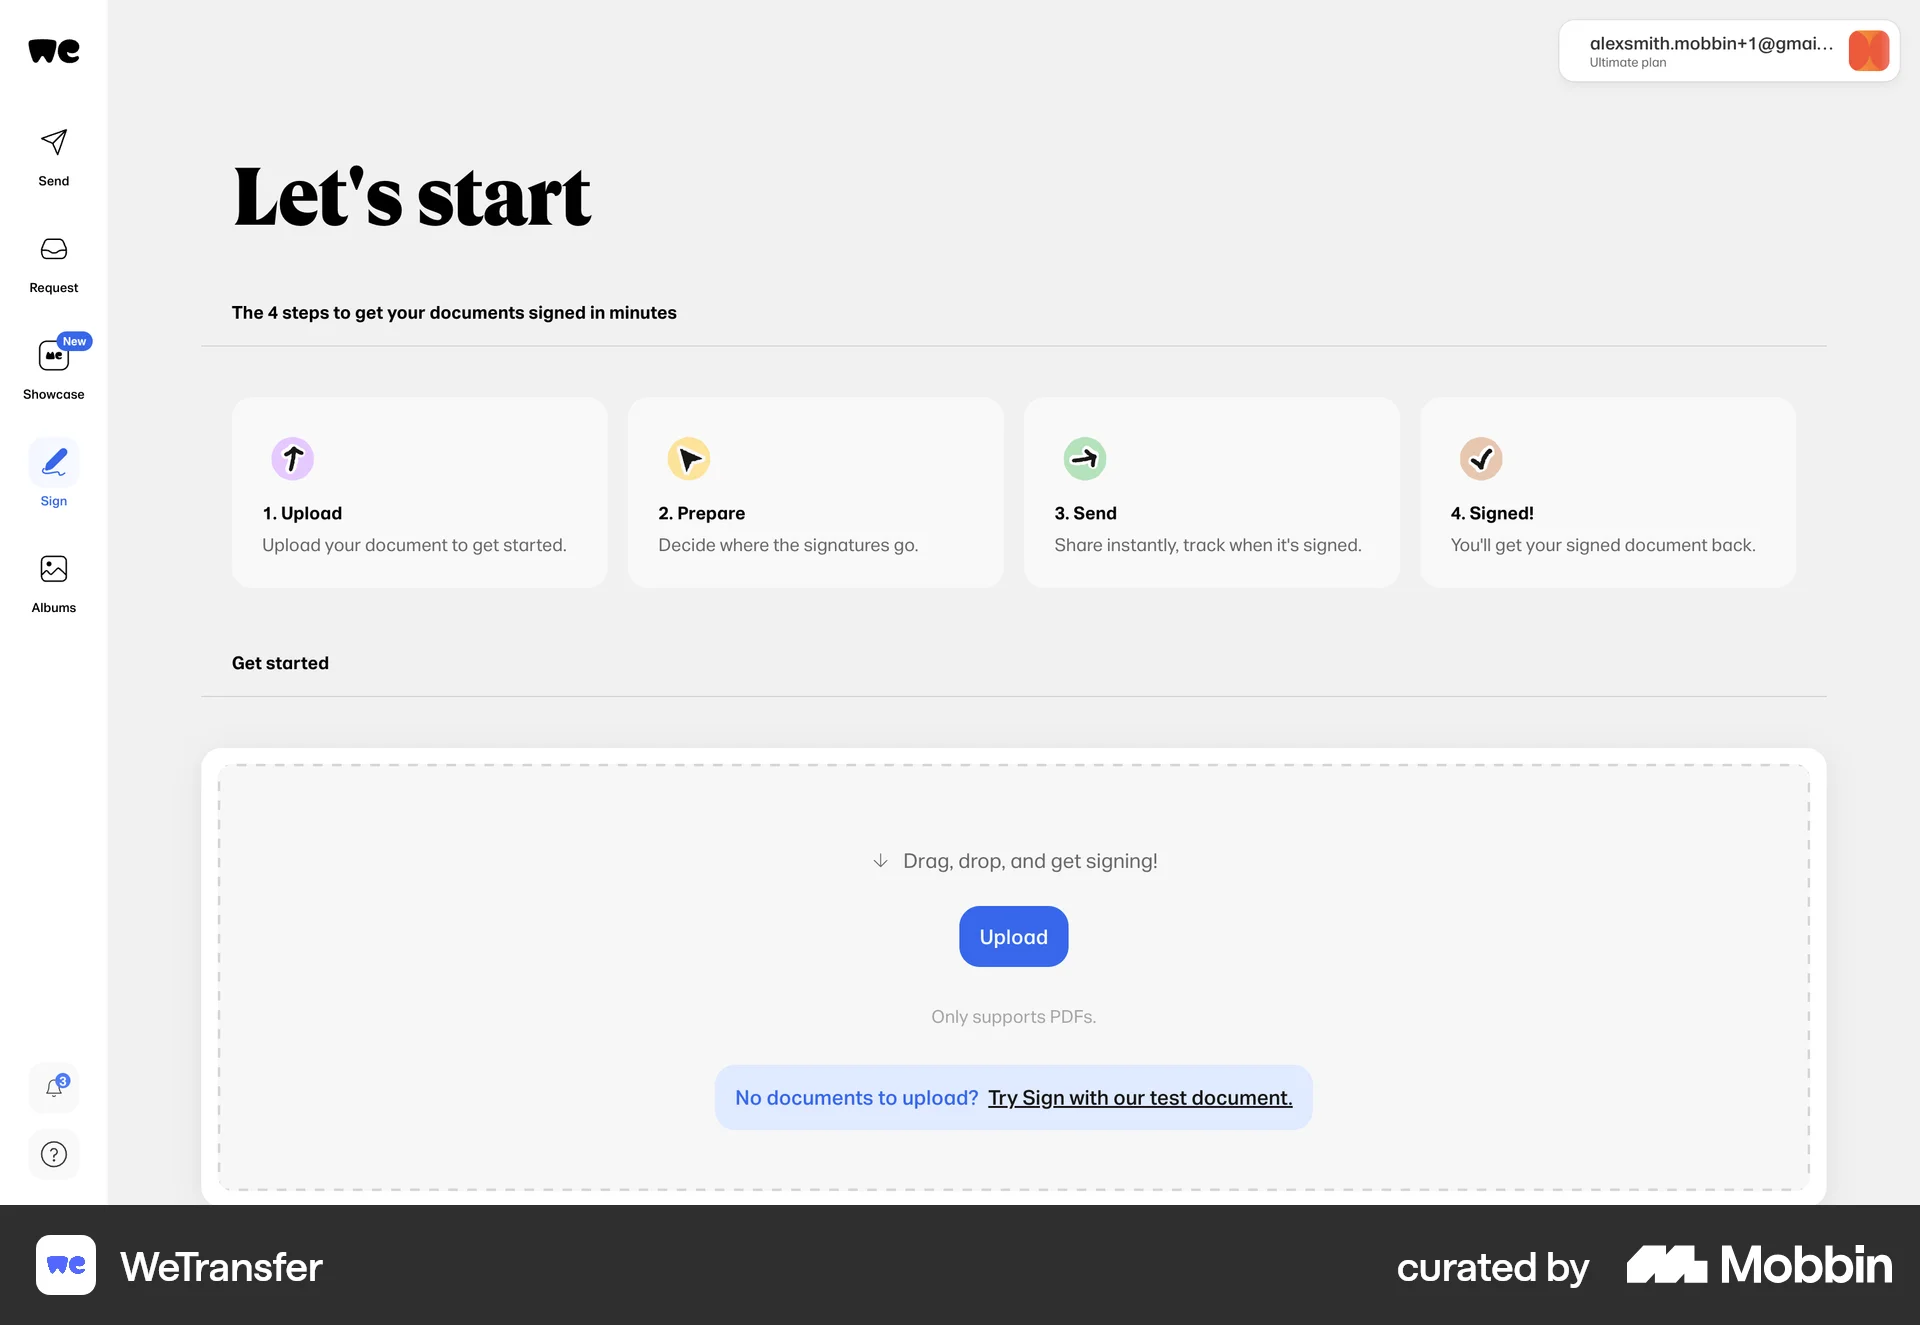 we
Send
Request
New
we
Showcase
Sign
Albums
3
?
alexsmith.mobbin+1@gmai...
Ultimate plan
Let's start
The 4 steps to get your documents signed in minutes
1. Upload
Upload your document to get started.
2. Prepare
Decide where the signatures go.
3. Send
Share instantly, track when it's signed.
4. Signed!
You'll get your signed document back.
Get started
Drag, drop, and get signing!
Upload
Only supports PDFs.
No documents to upload? Try Sign with our test document.
we
WeTransfer
curated by Mobbin